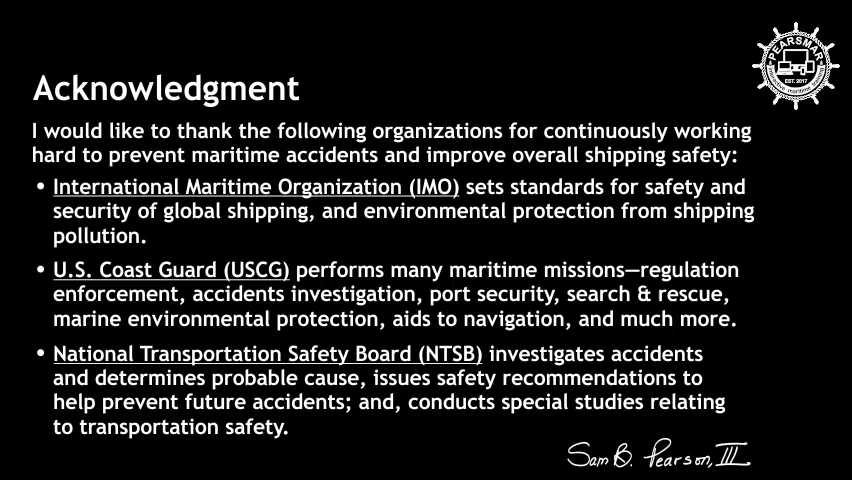 PEARSMAR
EST. 2017
Acknowledgment
I would like to thank the following organizations for continuously working
hard to prevent maritime accidents and improve overall shipping safety:
• International Maritime Organization (IMO) sets standards for safety and
security of global shipping, and environmental protection from shipping
pollution.
• U.S. Coast Guard (USCG) performs many maritime missions—regulation
enforcement, accidents investigation, port security, search & rescue,
marine environmental protection, aids to navigation, and much more.
• National Transportation Safety Board (NTSB) investigates accidents
and determines probable cause, issues safety recommendations to
help prevent future accidents; and, conducts special studies relating
to transportation safety.
Sam B. Pearson, III